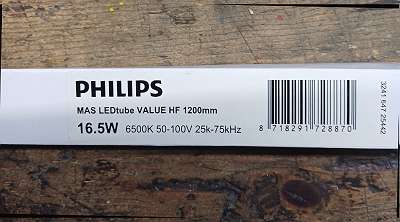 PHILIPS
MAS LEDtube VALUE HF 1200mm
16.5W 6500K 50-100V 25k-75kHz
8 718291 728870
3241 647 25442